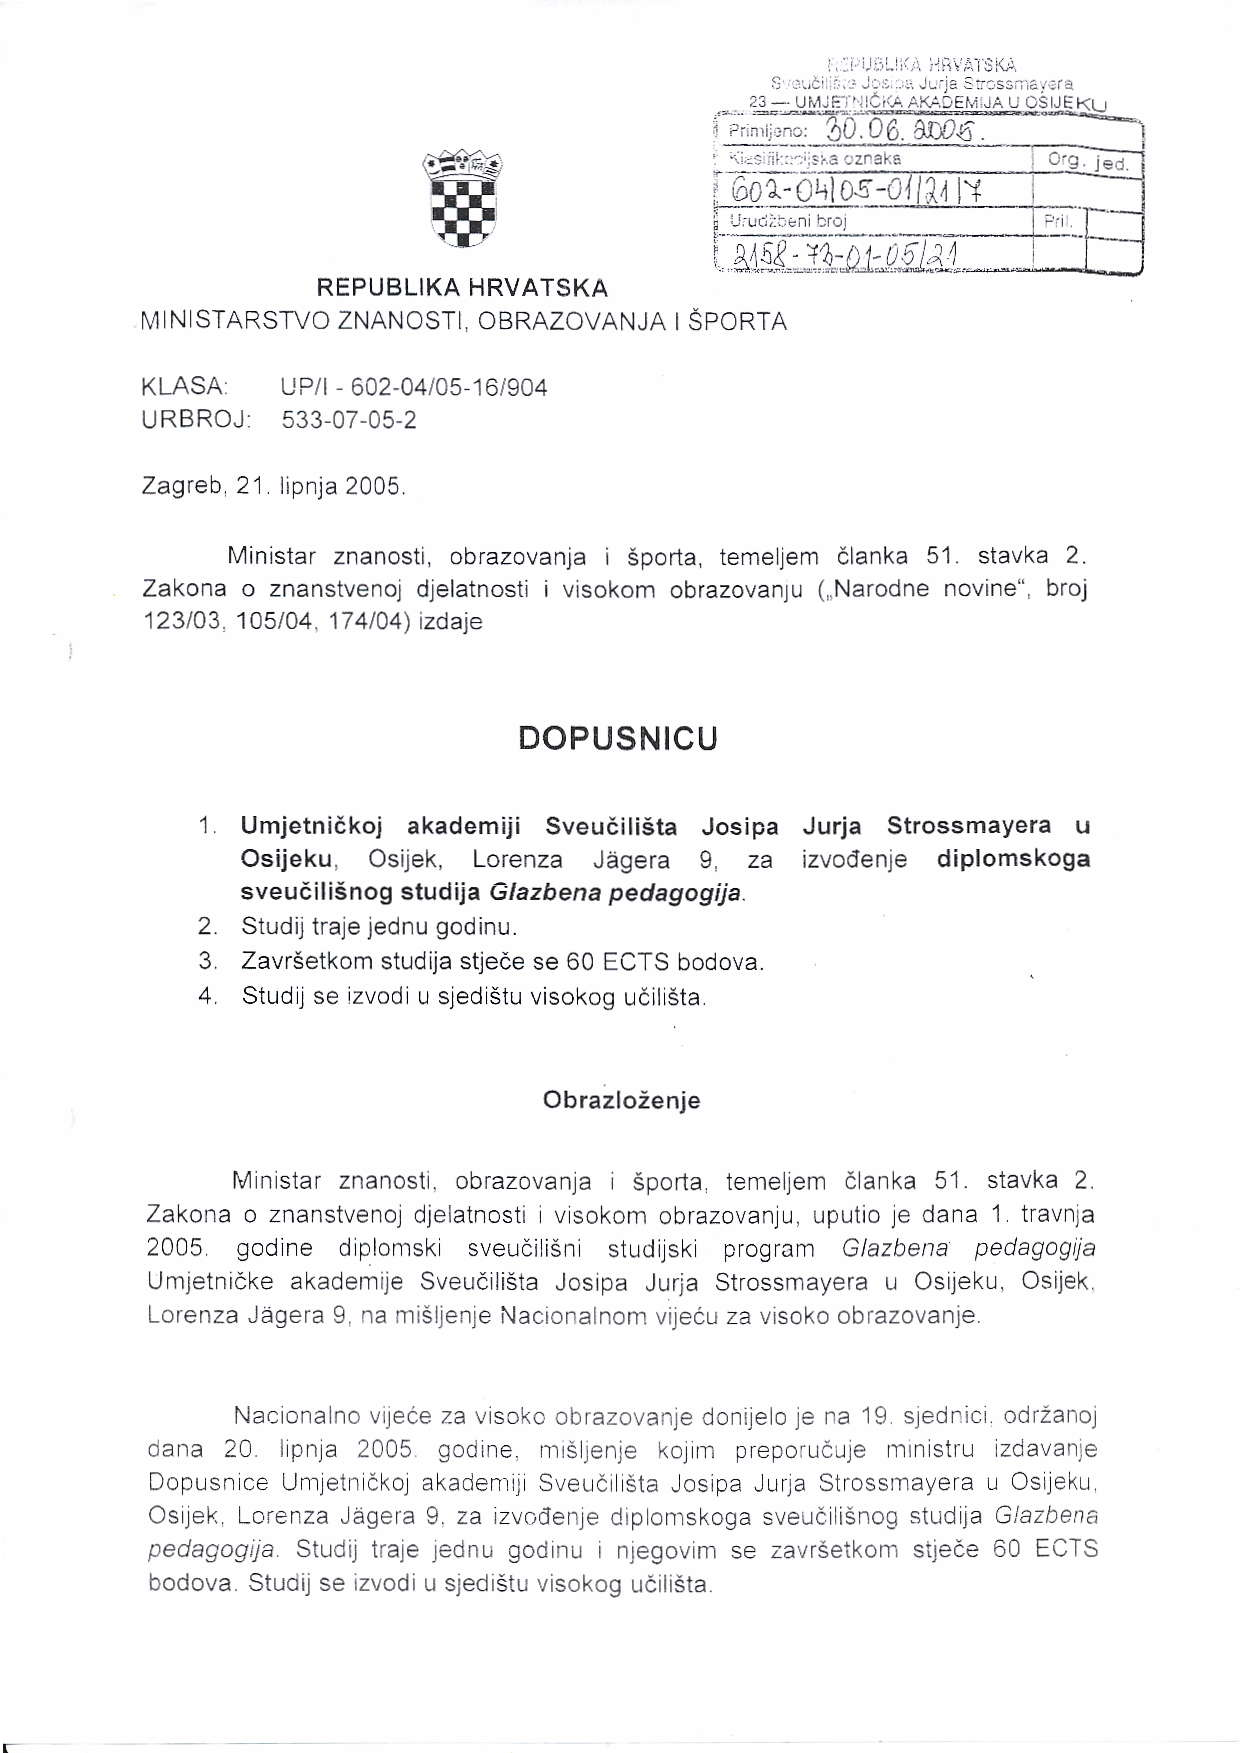 REPUBLIKA HRVATSKA
Sveučilište Josipa Jurja Strossmayera
23 — UMJETNIČKA AKADEMIJA U OSIJEKU
Primljeno: 30.06.2005.
Klasifikacijska oznaka Org. jed.
602-04/05-01/21/7
Urudžbeni broj Pril.
2158-73-01-05/21
REPUBLIKA HRVATSKA
MINISTARSTVO ZNANOSTI, OBRAZOVANJA I ŠPORTA
KLASA: UP/I - 602-04/05-16/904
URBROJ: 533-07-05-2
Zagreb, 21. lipnja 2005.
Ministar znanosti, obrazovanja i športa, temeljem članka 51. stavka 2.
Zakona o znanstvenoj djelatnosti i visokom obrazovanju („Narodne novine“, broj
123/03, 105/04, 174/04) izdaje
DOPUSNICU
1. Umjetničkoj akademiji Sveučilišta Josipa Jurja Strossmayera u
Osijeku, Osijek, Lorenza Jägera 9, za izvođenje diplomskoga
sveučilišnog studija Glazbena pedagogija.
2. Studij traje jednu godinu.
3. Završetkom studija stječe se 60 ECTS bodova.
4. Studij se izvodi u sjedištu visokog učilišta.
Obrazloženje
Ministar znanosti, obrazovanja i športa, temeljem članka 51. stavka 2.
Zakona o znanstvenoj djelatnosti i visokom obrazovanju, uputio je dana 1. travnja
2005. godine diplomski sveučilišni studijski program Glazbena pedagogija
Umjetničke akademije Sveučilišta Josipa Jurja Strossmayera u Osijeku, Osijek,
Lorenza Jägera 9, na mišljenje Nacionalnom vijeću za visoko obrazovanje.
Nacionalno vijeće za visoko obrazovanje donijelo je na 19. sjednici, održanoj
dana 20. lipnja 2005. godine, mišljenje kojim preporučuje ministru izdavanje
Dopusnice Umjetničkoj akademiji Sveučilišta Josipa Jurja Strossmayera u Osijeku,
Osijek, Lorenza Jägera 9, za izvođenje diplomskoga sveučilišnog studija Glazbena
pedagogija. Studij traje jednu godinu i njegovim se završetkom stječe 60 ECTS
bodova. Studij se izvodi u sjedištu visokog učilišta.